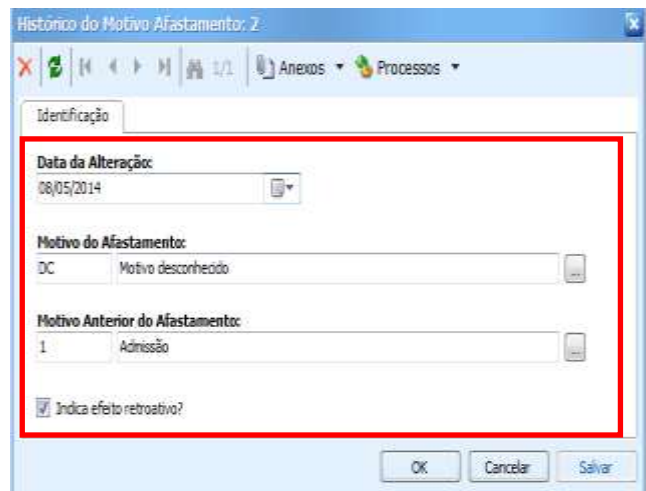 Histórico do Motivo Afastamento: 2
1/1 Anexos Processos
Identificação
Data da Alteração:
08/05/2014
Motivo do Afastamento:
DC Motivo desconhecido ...
Motivo Anterior do Afastamento:
1 Admissão ...
Indica efeito retroativo?
OK Cancelar Salvar